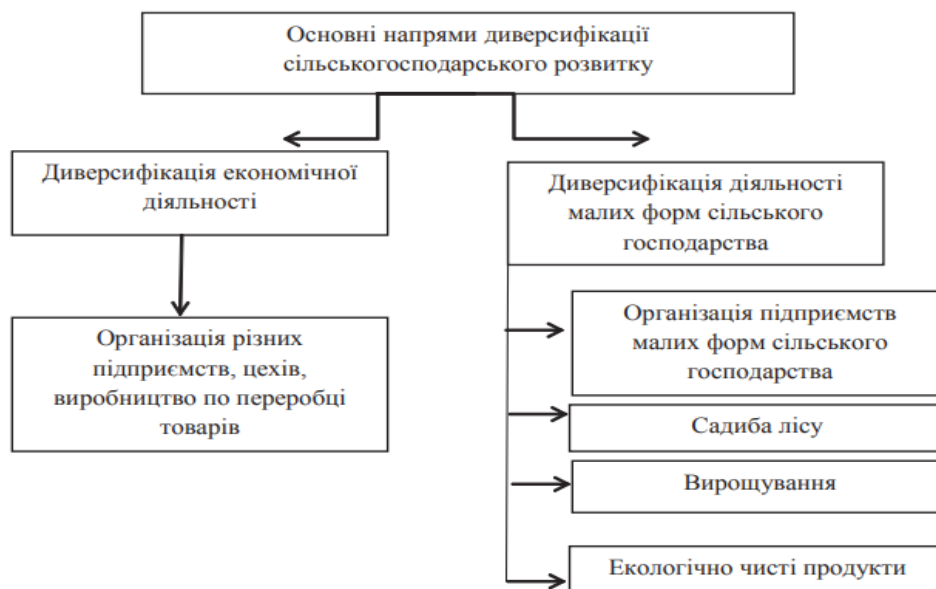 Основні напрями диверсифікації
сільськогосподарського розвитку
Диверсифікація економічної
діяльності
Диверсифікація діяльності
малих форм сільського
господарства
Організація різних
підприємств, цехів,
виробництво по переробці
товарів
Організація підприємств
малих форм сільського
господарства
Садиба лісу
Вирощування
Екологічно чисті продукти